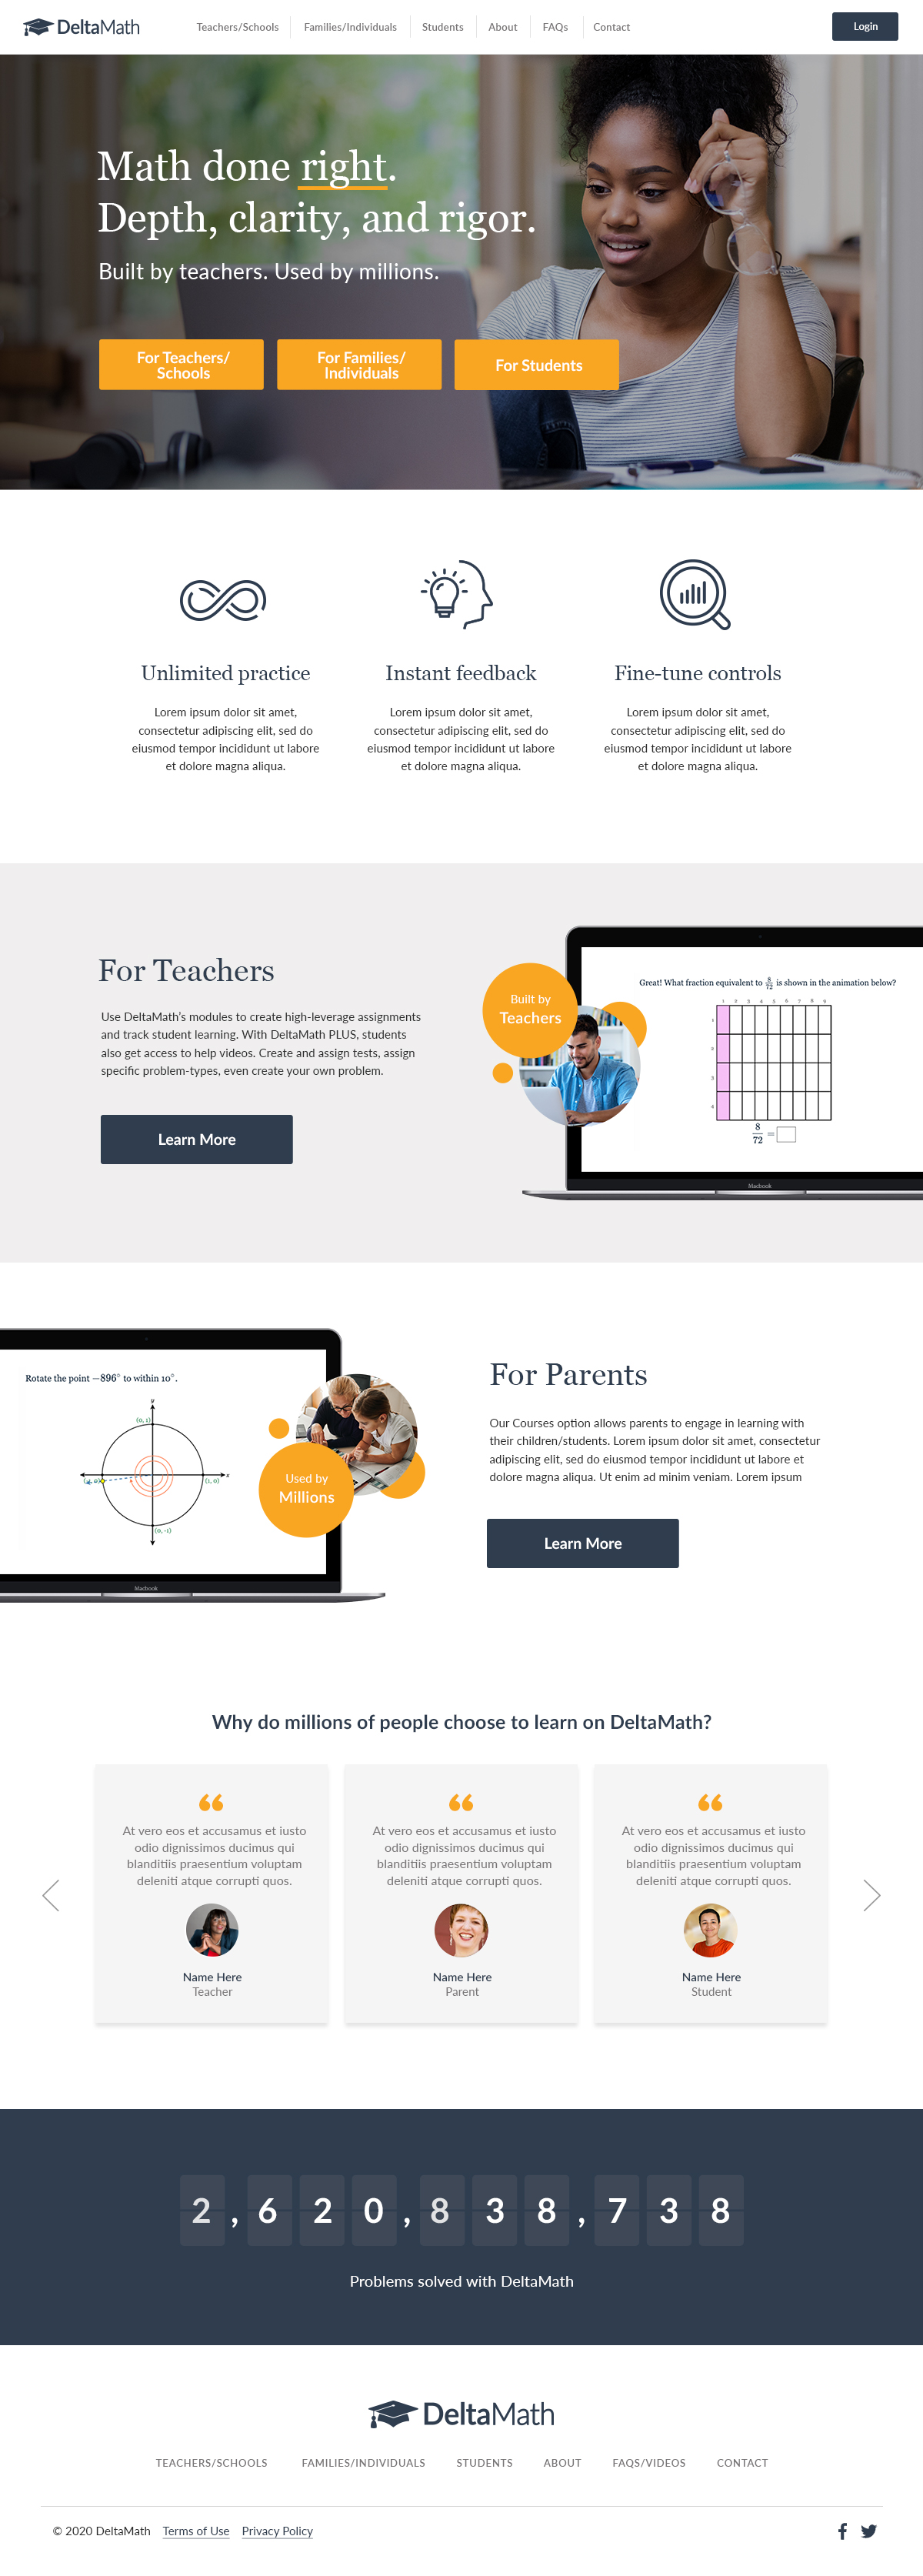 DeltaMath
Teachers/Schools
Families/Individuals
Students
About
FAQs
Contact
Login
Math done right.
Depth, clarity, and rigor.
Built by teachers. Used by millions.
For Teachers/
Schools
For Families/
Individuals
For Students
Unlimited practice
Lorem ipsum dolor sit amet,
consectetur adipiscing elit, sed do
eiusmod tempor incididunt ut labore
et dolore magna aliqua.
Instant feedback
Lorem ipsum dolor sit amet,
consectetur adipiscing elit, sed do
eiusmod tempor incididunt ut labore
et dolore magna aliqua.
Fine-tune controls
Lorem ipsum dolor sit amet,
consectetur adipiscing elit, sed do
eiusmod tempor incididunt ut labore
et dolore magna aliqua.
For Teachers
Use DeltaMath's modules to create high-leverage assignments
and track student learning. With DeltaMath PLUS, students
also get access to help videos. Create and assign tests, assign
specific problem-types, even create your own problem.
Learn More
Built by
Teachers
Great! What fraction equivalent to 8/72 is shown in the animation below?
1 2 3 4 5 6 7 8 9
1
2
3
4
8/72 =
Macbook
Rotate the point −896° to within 10°.
y
(0, 1)
x
(1, 0)
(0, -1)
Macbook
Used by
Millions
For Parents
Our Courses option allows parents to engage in learning with
their children/students. Lorem ipsum dolor sit amet, consectetur
adipiscing elit, sed do eiusmod tempor incididunt ut labore et
dolore magna aliqua. Ut enim ad minim veniam. Lorem ipsum
Learn More
Why do millions of people choose to learn on DeltaMath?
“
At vero eos et accusamus et iusto
odio dignissimos ducimus qui
blanditiis praesentium voluptam
deleniti atque corrupti quos.
Name Here
Teacher
“
At vero eos et accusamus et iusto
odio dignissimos ducimus qui
blanditiis praesentium voluptam
deleniti atque corrupti quos.
Name Here
Parent
“
At vero eos et accusamus et iusto
odio dignissimos ducimus qui
blanditiis praesentium voluptam
deleniti atque corrupti quos.
Name Here
Student
2,620,838,738
Problems solved with DeltaMath
DeltaMath
TEACHERS/SCHOOLS
FAMILIES/INDIVIDUALS
STUDENTS
ABOUT
FAQS/VIDEOS
CONTACT
© 2020 DeltaMath
Terms of Use
Privacy Policy